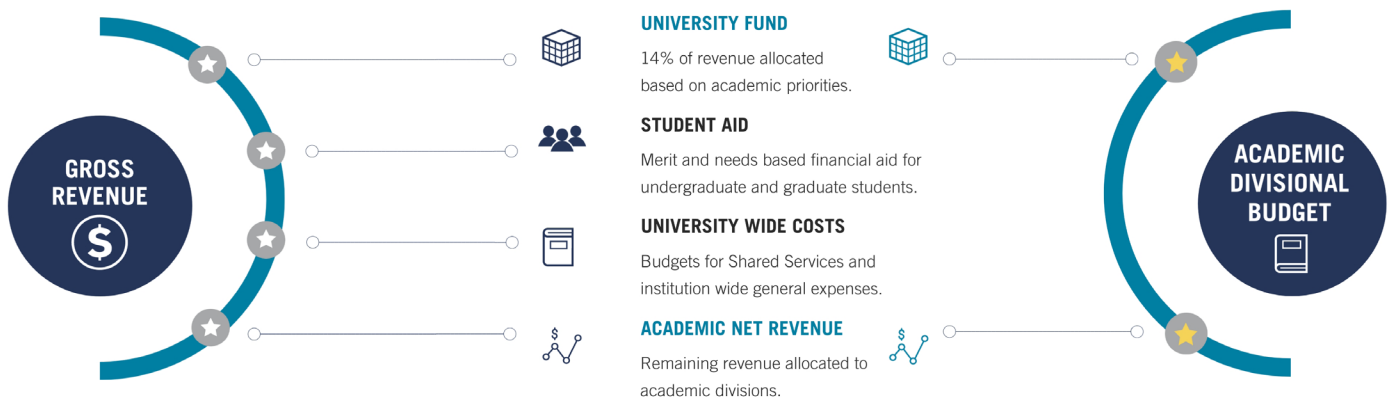 GROSS
REVENUE
$
UNIVERSITY FUND
14% of revenue allocated
based on academic priorities.
STUDENT AID
Merit and needs based financial aid for
undergraduate and graduate students.
UNIVERSITY WIDE COSTS
Budgets for Shared Services and
institution wide general expenses.
$
ACADEMIC NET REVENUE
$
Remaining revenue allocated to
academic divisions.
ACADEMIC
DIVISIONAL
BUDGET